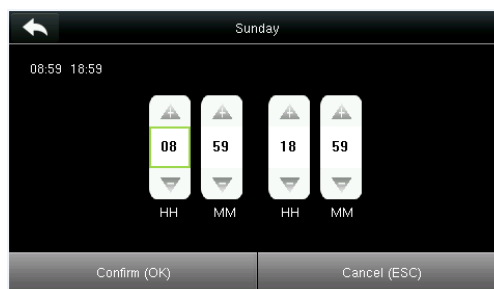 Sunday
08:59 18:59
08 59 18 59
HH MM HH MM
Confirm (OK) Cancel (ESC)